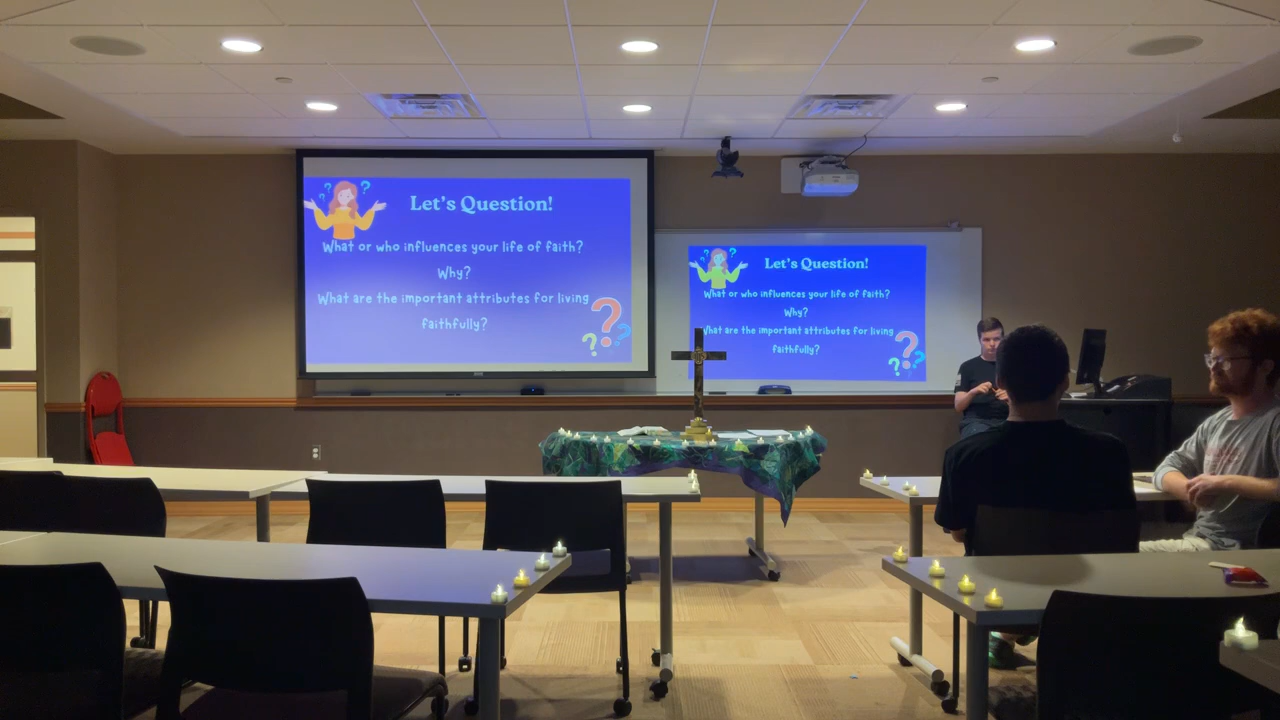 Let's Question!
What or who influences your life of faith?
Why?
What are the important attributes for living
faithfully?
Let's Question!
What or who influences your life of faith?
Why?
What are the important attributes for living
faithfully?